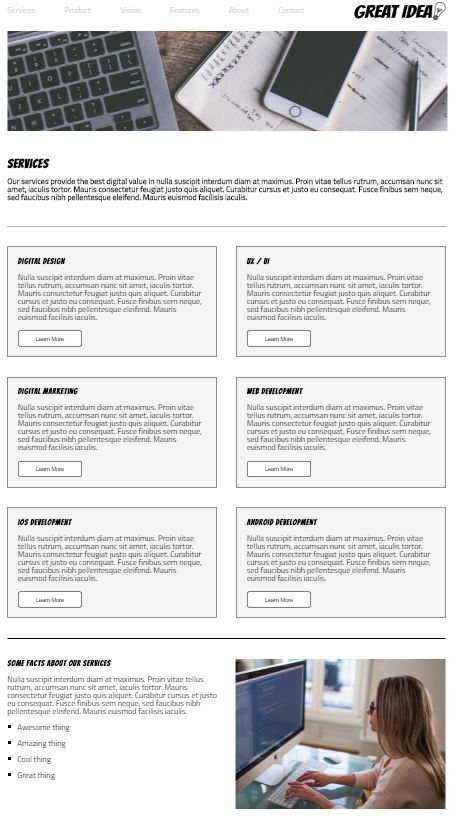 Services Product Vision Features About Contact GREAT IDEA
SERVICES
Our services provide the best digital value in nulla suscipit interdum diam at maximus. Proin vitae tellus rutrum, accumsan nunc sit
amet, iaculis tortor. Mauris consectetur feugiat justo quis aliquet. Curabitur cursus et justo eu consequat. Fusce finibus sem neque,
sed faucibus nibh pellentesque eleifend. Mauris euismod facilisis iaculis.
DIGITAL DESIGN
Nulla suscipit interdum diam at maximus. Proin vitae
tellus rutrum, accumsan nunc sit amet, iaculis tortor.
Mauris consectetur feugiat justo quis aliquet. Curabitur
cursus et justo eu consequat. Fusce finibus sem neque,
sed faucibus nibh pellentesque eleifend. Mauris
euismod facilisis iaculis.
Learn More
UX / UI
Nulla suscipit interdum diam at maximus. Proin vitae
tellus rutrum, accumsan nunc sit amet, iaculis tortor.
Mauris consectetur feugiat justo quis aliquet. Curabitur
cursus et justo eu consequat. Fusce finibus sem neque,
sed faucibus nibh pellentesque eleifend. Mauris
euismod facilisis iaculis.
Learn More
DIGITAL MARKETING
Nulla suscipit interdum diam at maximus. Proin vitae
tellus rutrum, accumsan nunc sit amet, iaculis tortor.
Mauris consectetur feugiat justo quis aliquet. Curabitur
cursus et justo eu consequat. Fusce finibus sem neque,
sed faucibus nibh pellentesque eleifend. Mauris
euismod facilisis iaculis.
Learn More
WEB DEVELOPMENT
Nulla suscipit interdum diam at maximus. Proin vitae
tellus rutrum, accumsan nunc sit amet, iaculis tortor.
Mauris consectetur feugiat justo quis aliquet. Curabitur
cursus et justo eu consequat. Fusce finibus sem neque,
sed faucibus nibh pellentesque eleifend. Mauris
euismod facilisis iaculis.
Learn More
IOS DEVELOPMENT
Nulla suscipit interdum diam at maximus. Proin vitae
tellus rutrum, accumsan nunc sit amet, iaculis tortor.
Mauris consectetur feugiat justo quis aliquet. Curabitur
cursus et justo eu consequat. Fusce finibus sem neque,
sed faucibus nibh pellentesque eleifend. Mauris
euismod facilisis iaculis.
Learn More
ANDROID DEVELOPMENT
Nulla suscipit interdum diam at maximus. Proin vitae
tellus rutrum, accumsan nunc sit amet, iaculis tortor.
Mauris consectetur feugiat justo quis aliquet. Curabitur
cursus et justo eu consequat. Fusce finibus sem neque,
sed faucibus nibh pellentesque eleifend. Mauris
euismod facilisis iaculis.
Learn More
SOME FACTS ABOUT OUR SERVICES
Nulla suscipit interdum diam at maximus. Proin vitae tellus
rutrum, accumsan nunc sit amet, iaculis tortor. Mauris
consectetur feugiat justo quis aliquet. Curabitur cursus et justo
eu consequat. Fusce finibus sem neque, sed faucibus nibh
pellentesque eleifend. Mauris euismod facilisis iaculis.
Awesome thing
Amazing thing
Cool thing
Great thing